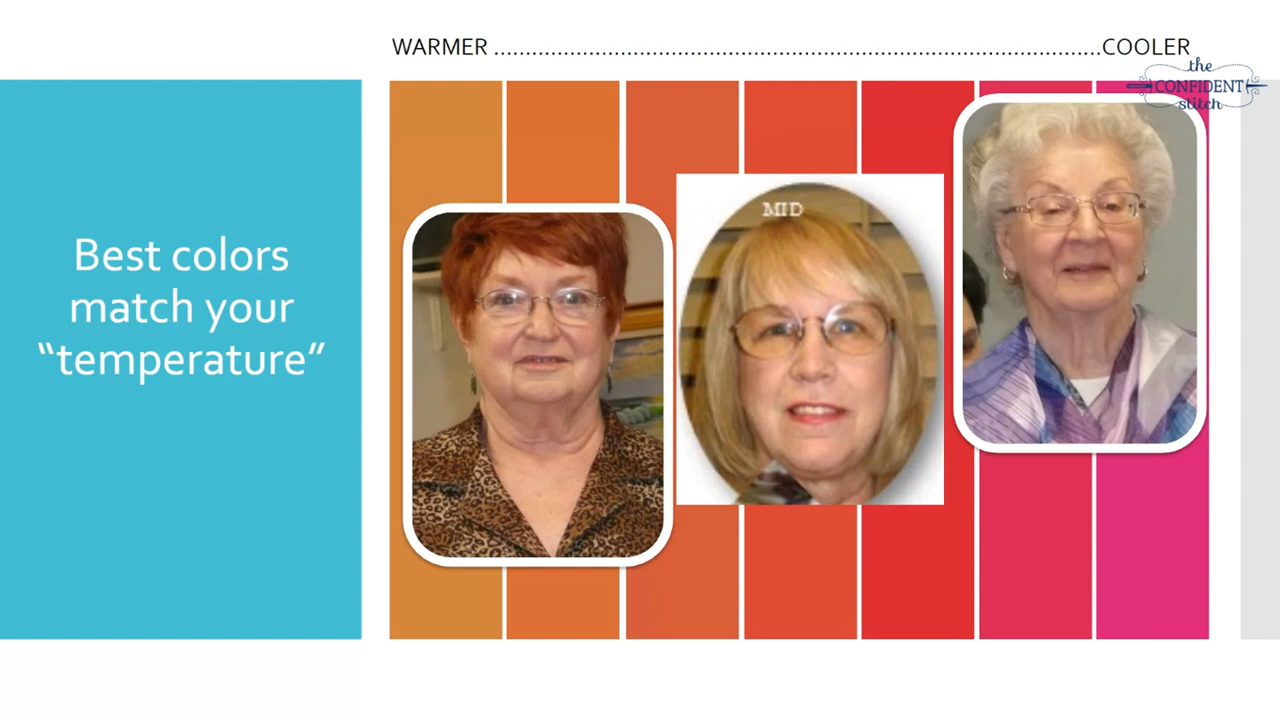 WARMER ................................................................................................COOLER
the
CONFIDENT
stitch
Best colors
match your
“temperature”
MID